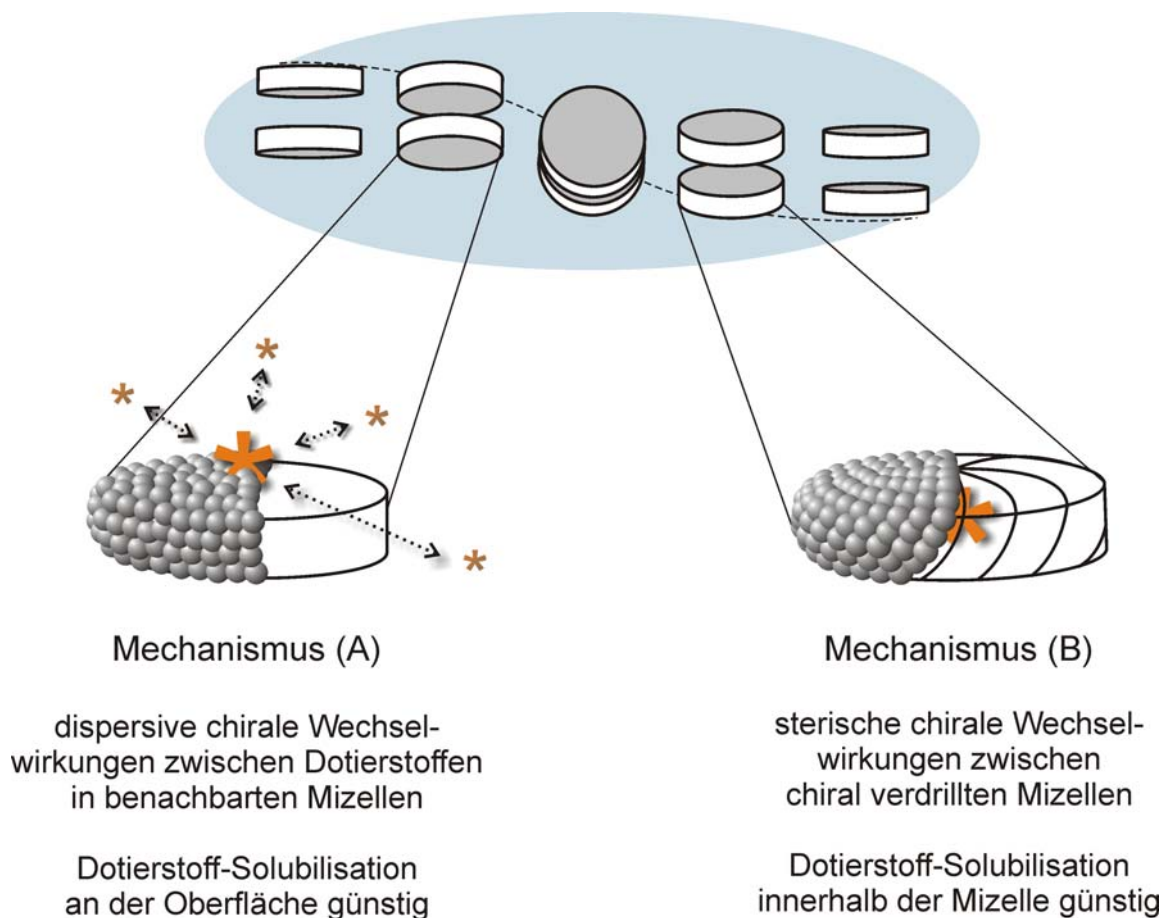 Mechanismus (A)
dispersive chirale Wechsel-
wirkungen zwischen Dotierstoffen
in benachbarten Mizellen
Dotierstoff-Solubilisation
an der Oberfläche günstig
Mechanismus (B)
sterische chirale Wechsel-
wirkungen zwischen
chiral verdrillten Mizellen
Dotierstoff-Solubilisation
innerhalb der Mizelle günstig